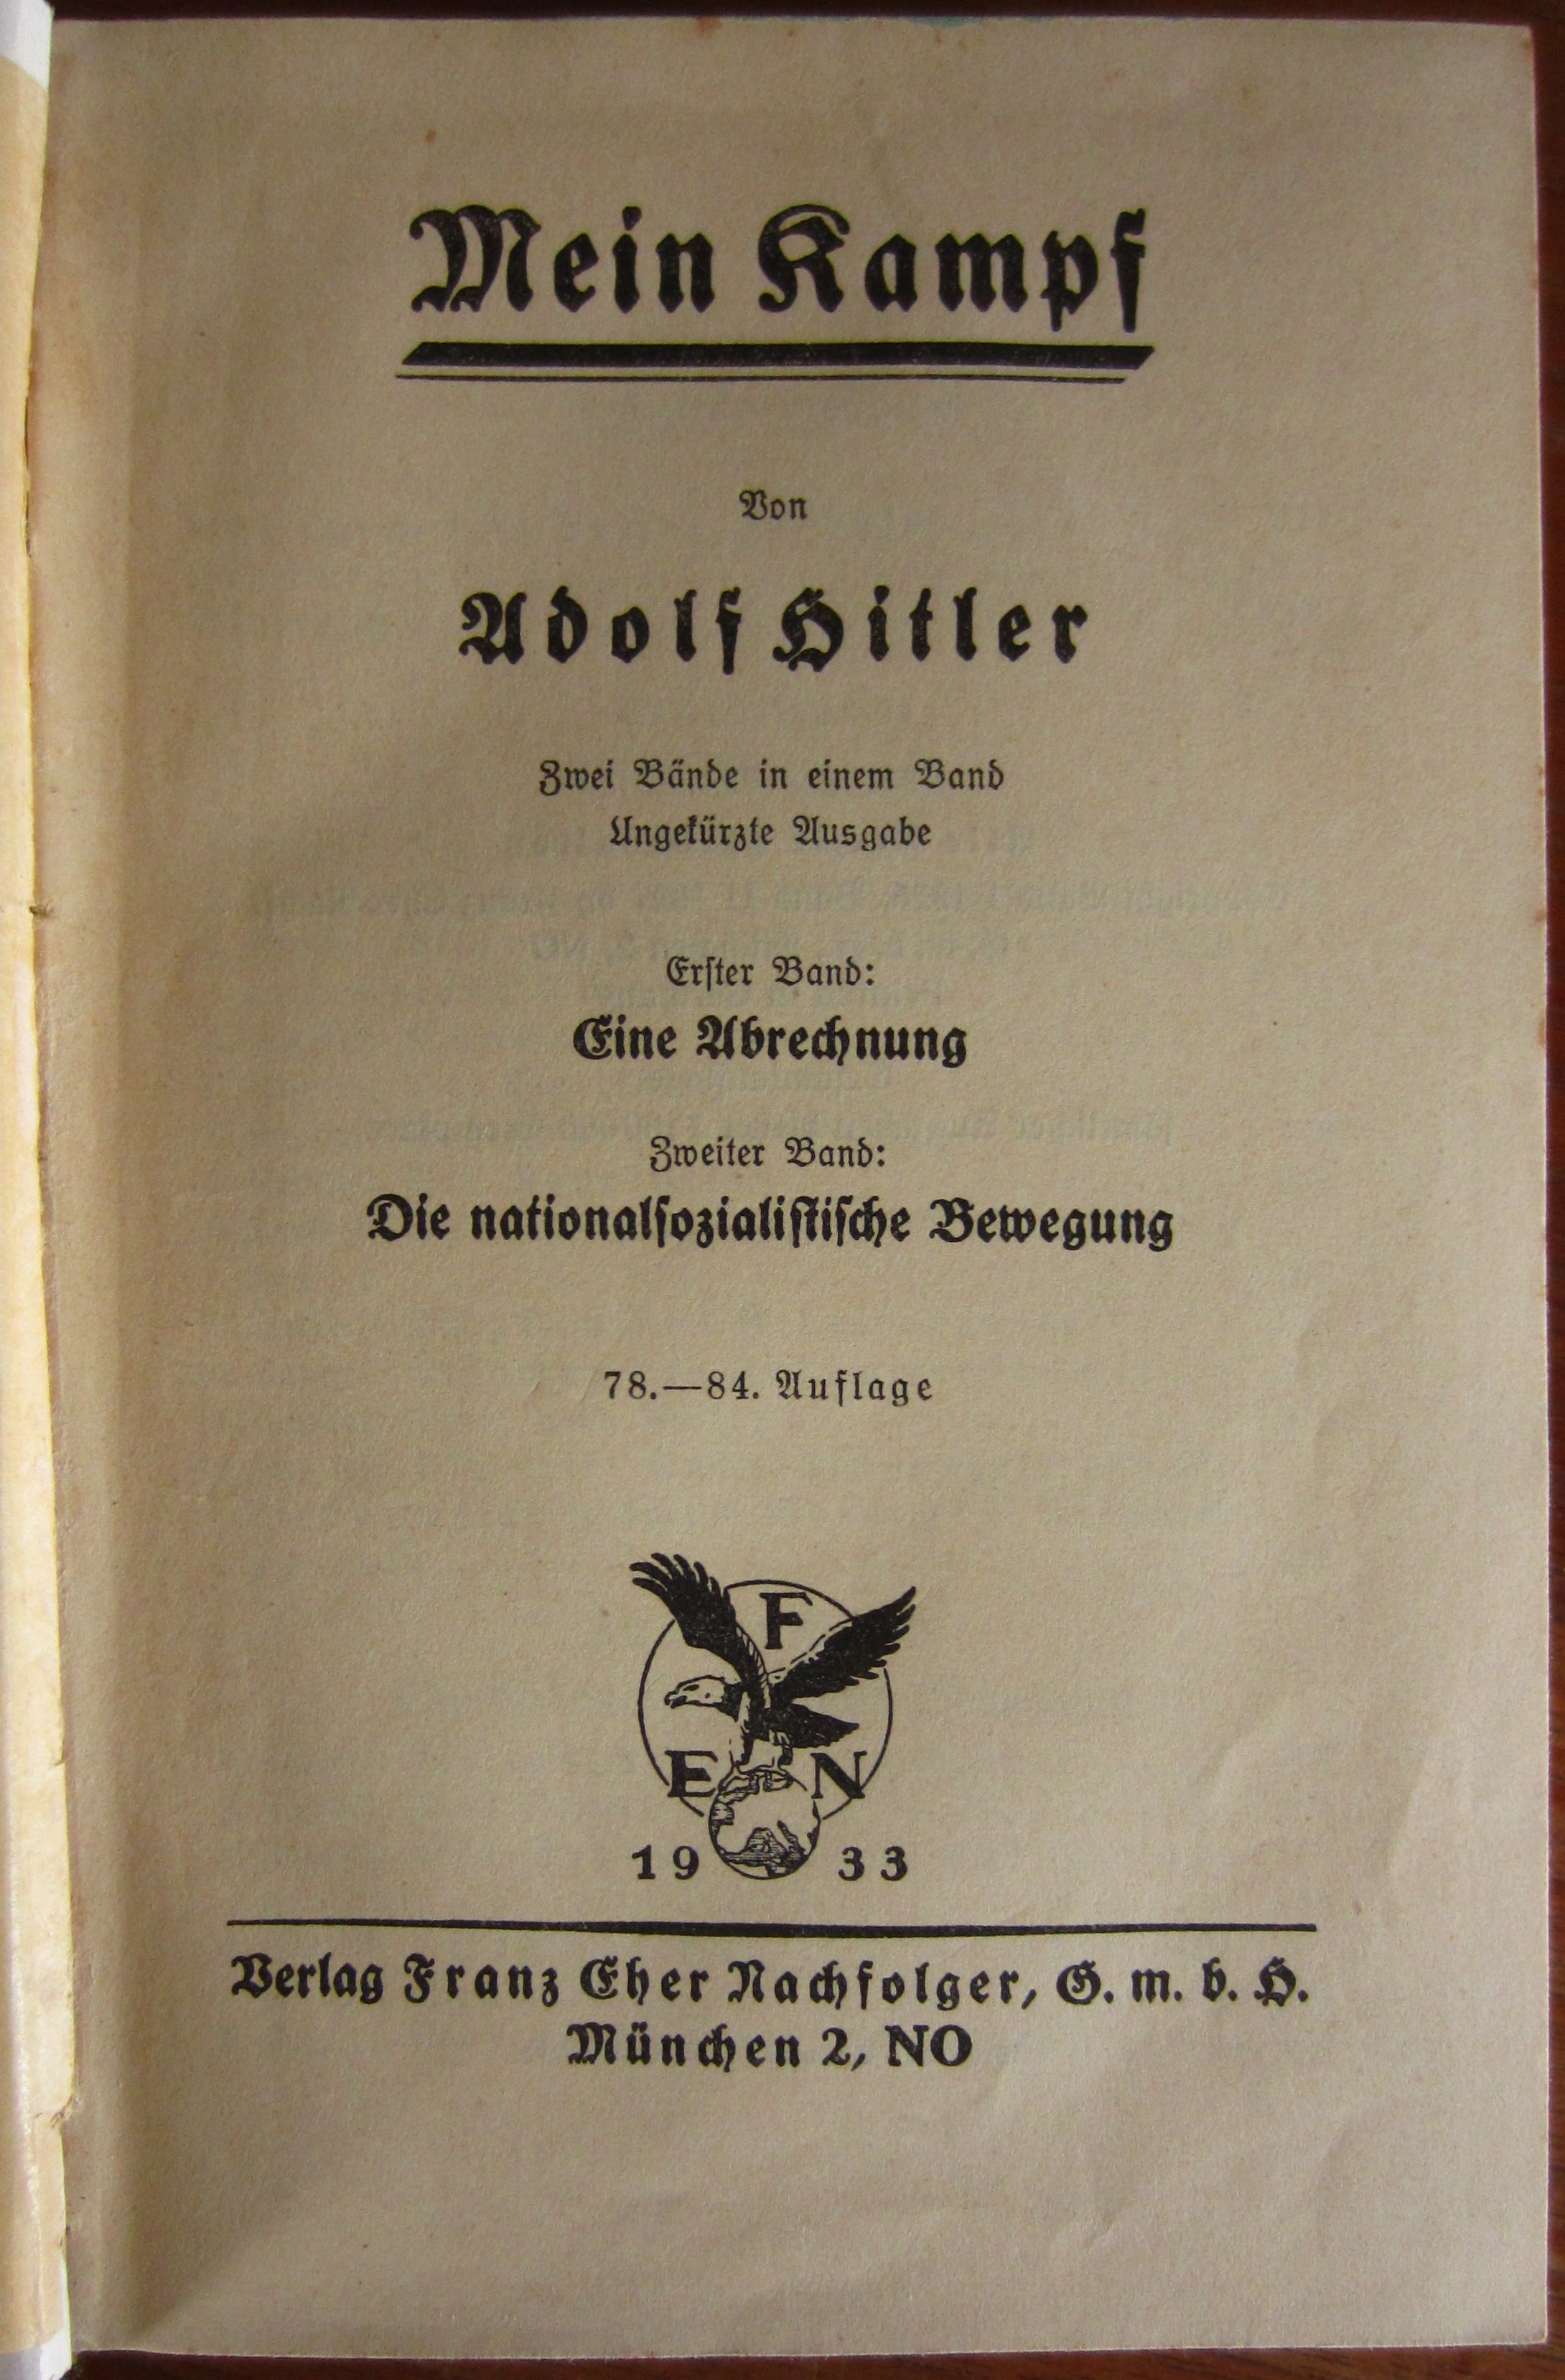 Mein Kampf
Von
Adolf Hitler
Zwei Bände in einem Band
Ungekürzte Ausgabe
Erſter Band:
Eine Abrechnung
Zweiter Band:
Die nationalſozialiſtiſche Bewegung
78.—84. Auflage
F
E N
19 33
Verlag Franz Eher Nachfolger, G. m. b. H.
München 2, NO